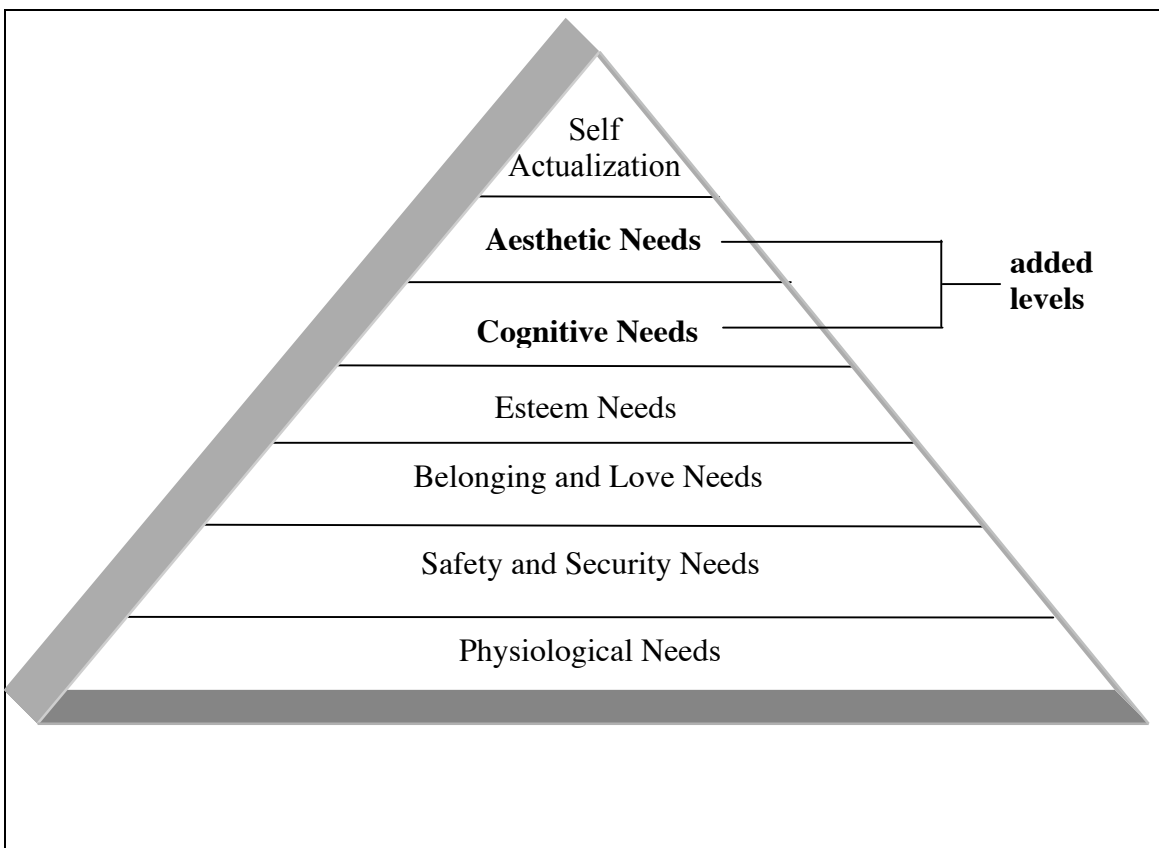 Self
Actualization
Aesthetic Needs
added
levels
Cognitive Needs
Esteem Needs
Belonging and Love Needs
Safety and Security Needs
Physiological Needs